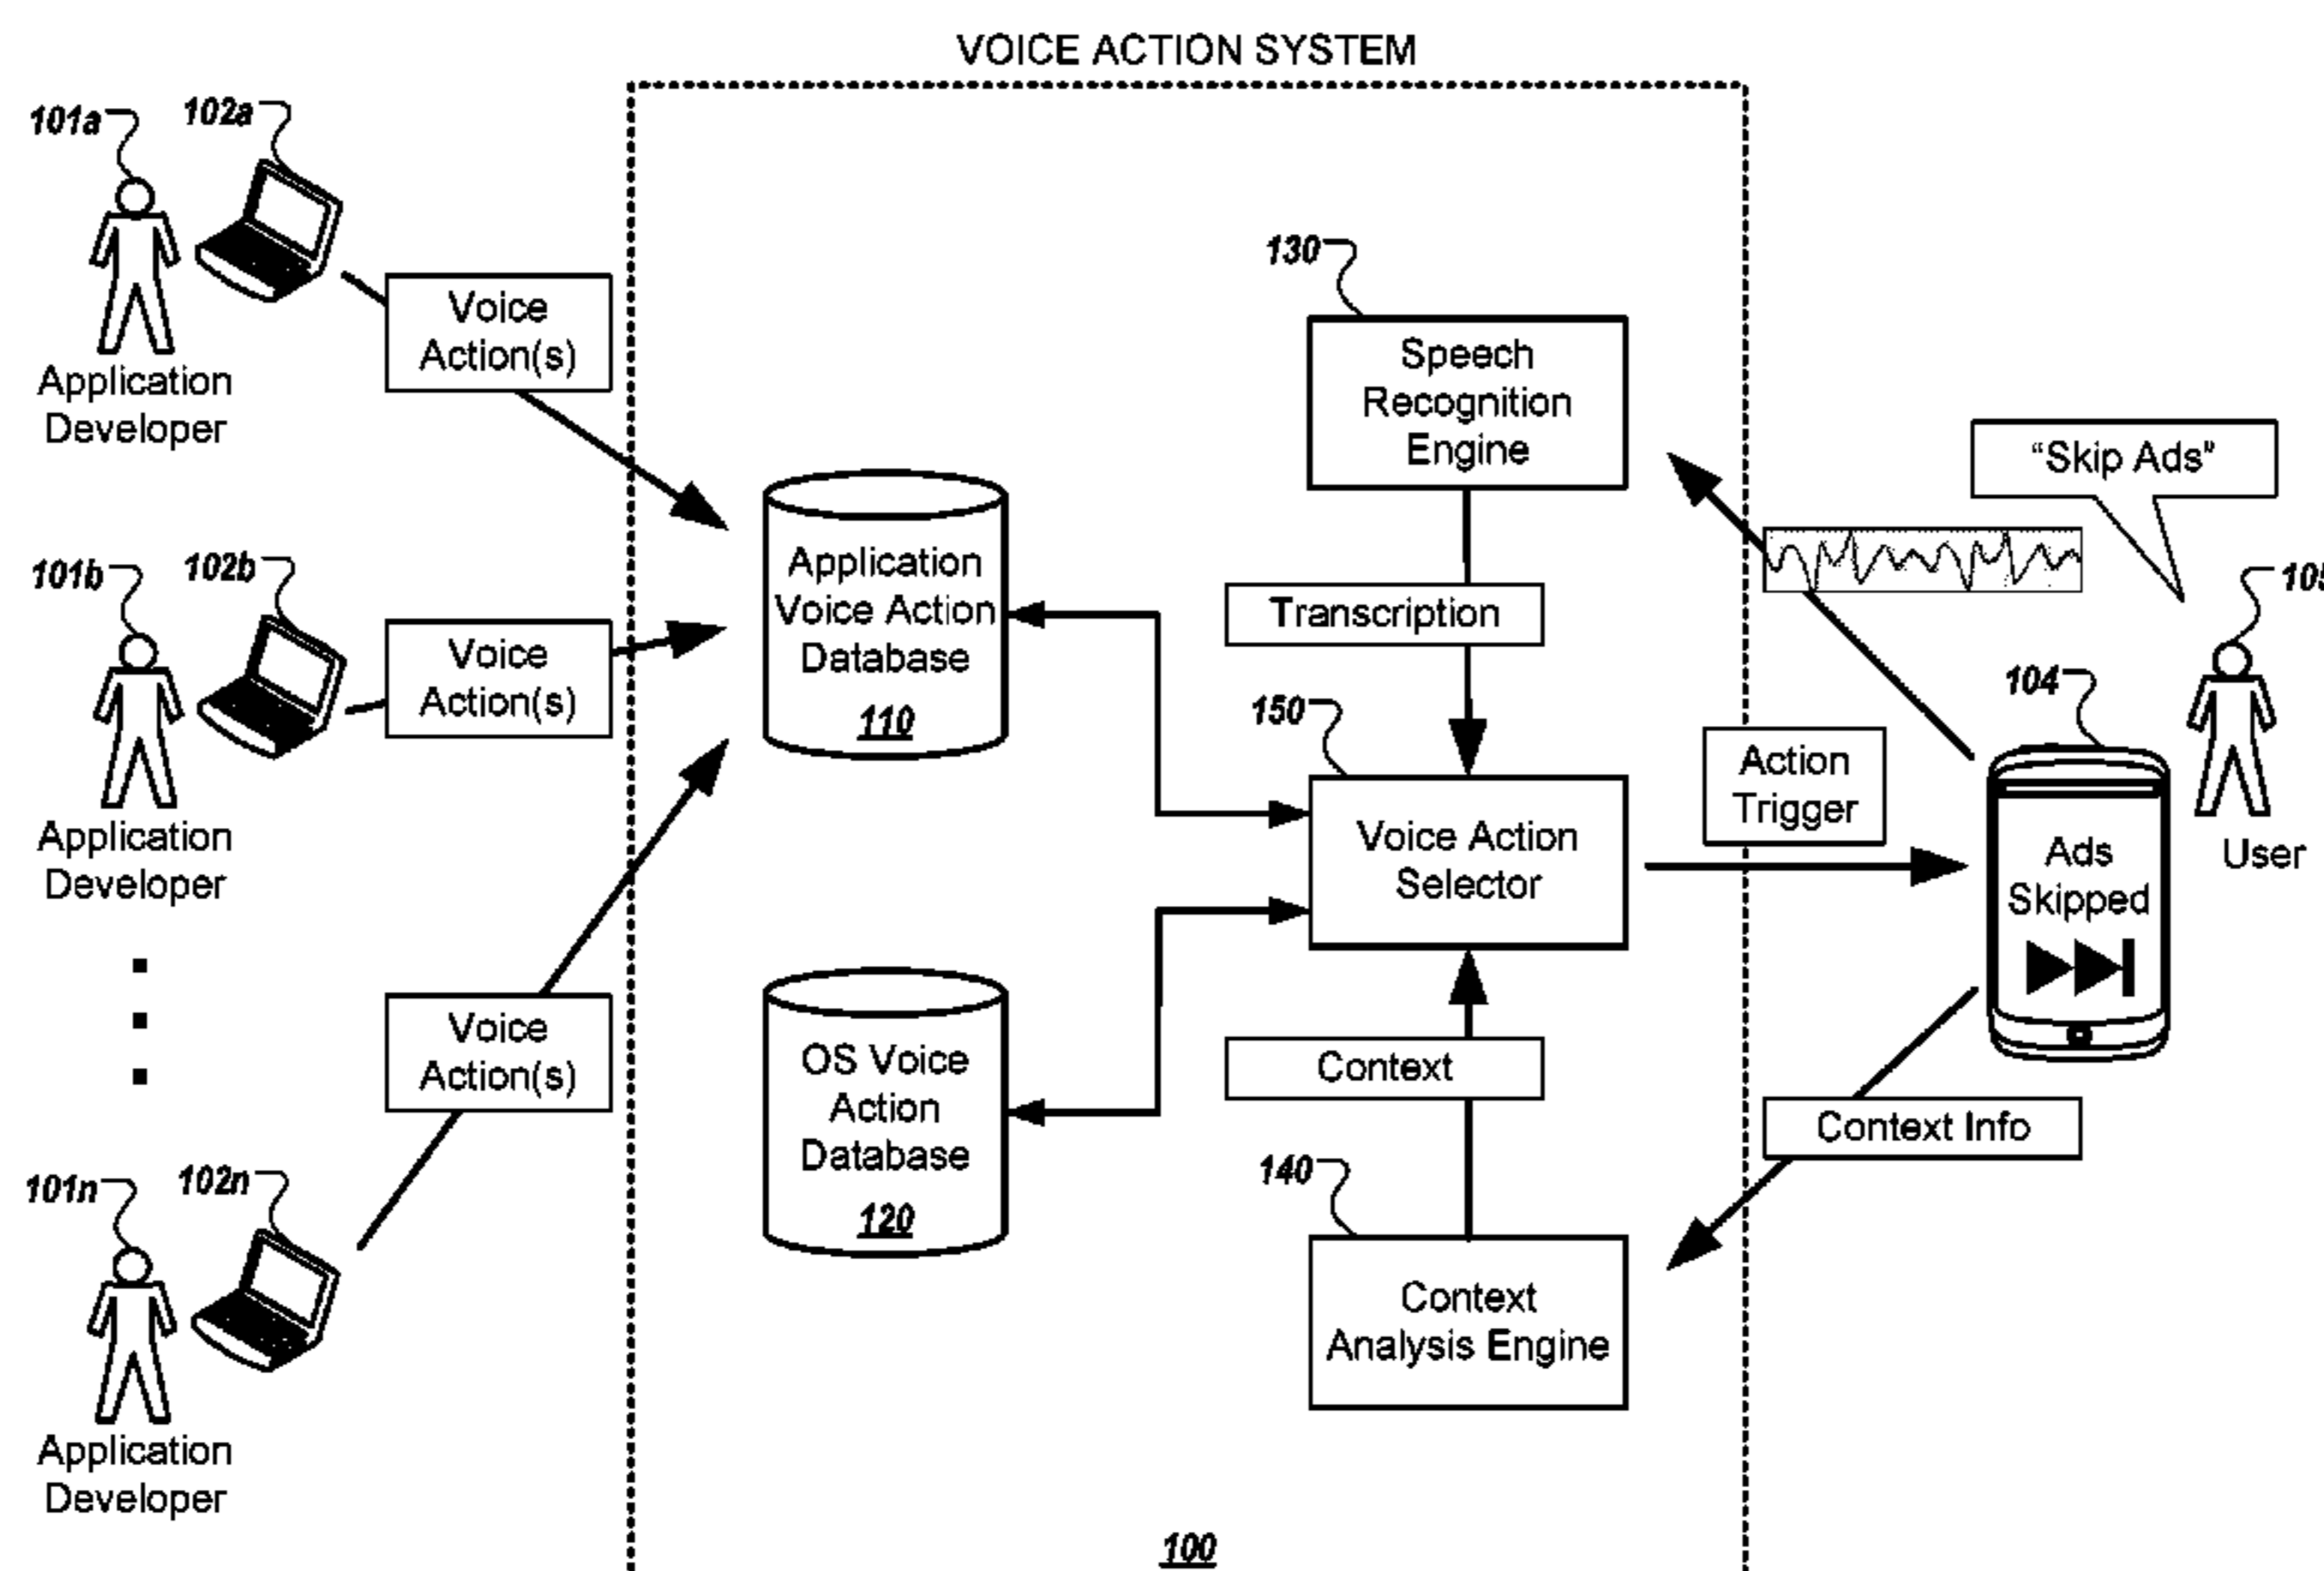 VOICE ACTION SYSTEM
101a
102a
Application
Developer
Voice
Action(s)
101b
102b
Application
Developer
Voice
Action(s)
101n
102n
Application
Developer
Voice
Action(s)
Application
Voice Action
Database
110
OS Voice
Action
Database
120
130
Speech
Recognition
Engine
Transcription
150
Voice Action
Selector
Context
140
Context
Analysis Engine
100
Action
Trigger
Context Info
"Skip Ads"
104
Ads
Skipped
User